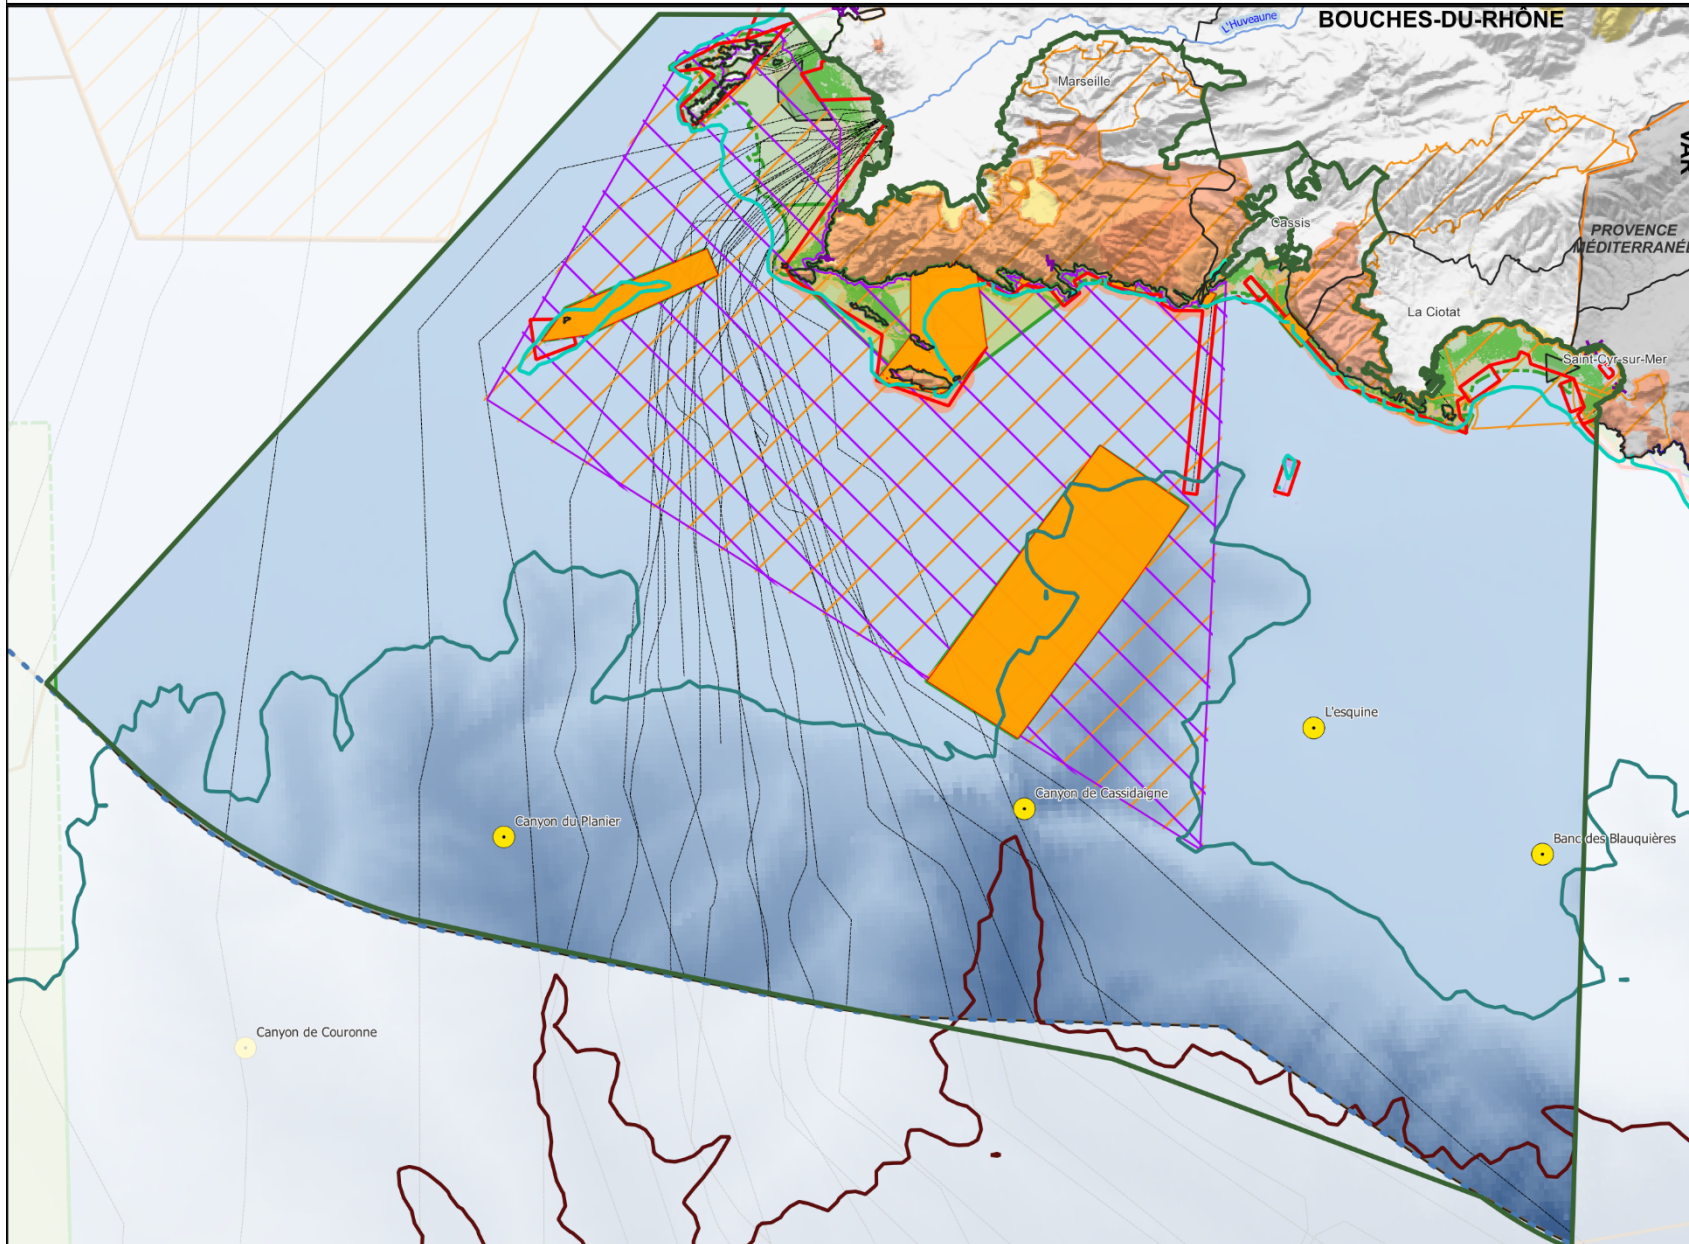 BOUCHES-DU-RHÔNE
L'Huveaune
Marseille
VAR
Cassis
PROVENCE
MÉDITERRANÉE
La Ciotat
Saint-Cyr-sur-Mer
L'esquine
Canyon de Cassidaigne
Canyon du Planier
Banc des Blauquières
Canyon de Couronne